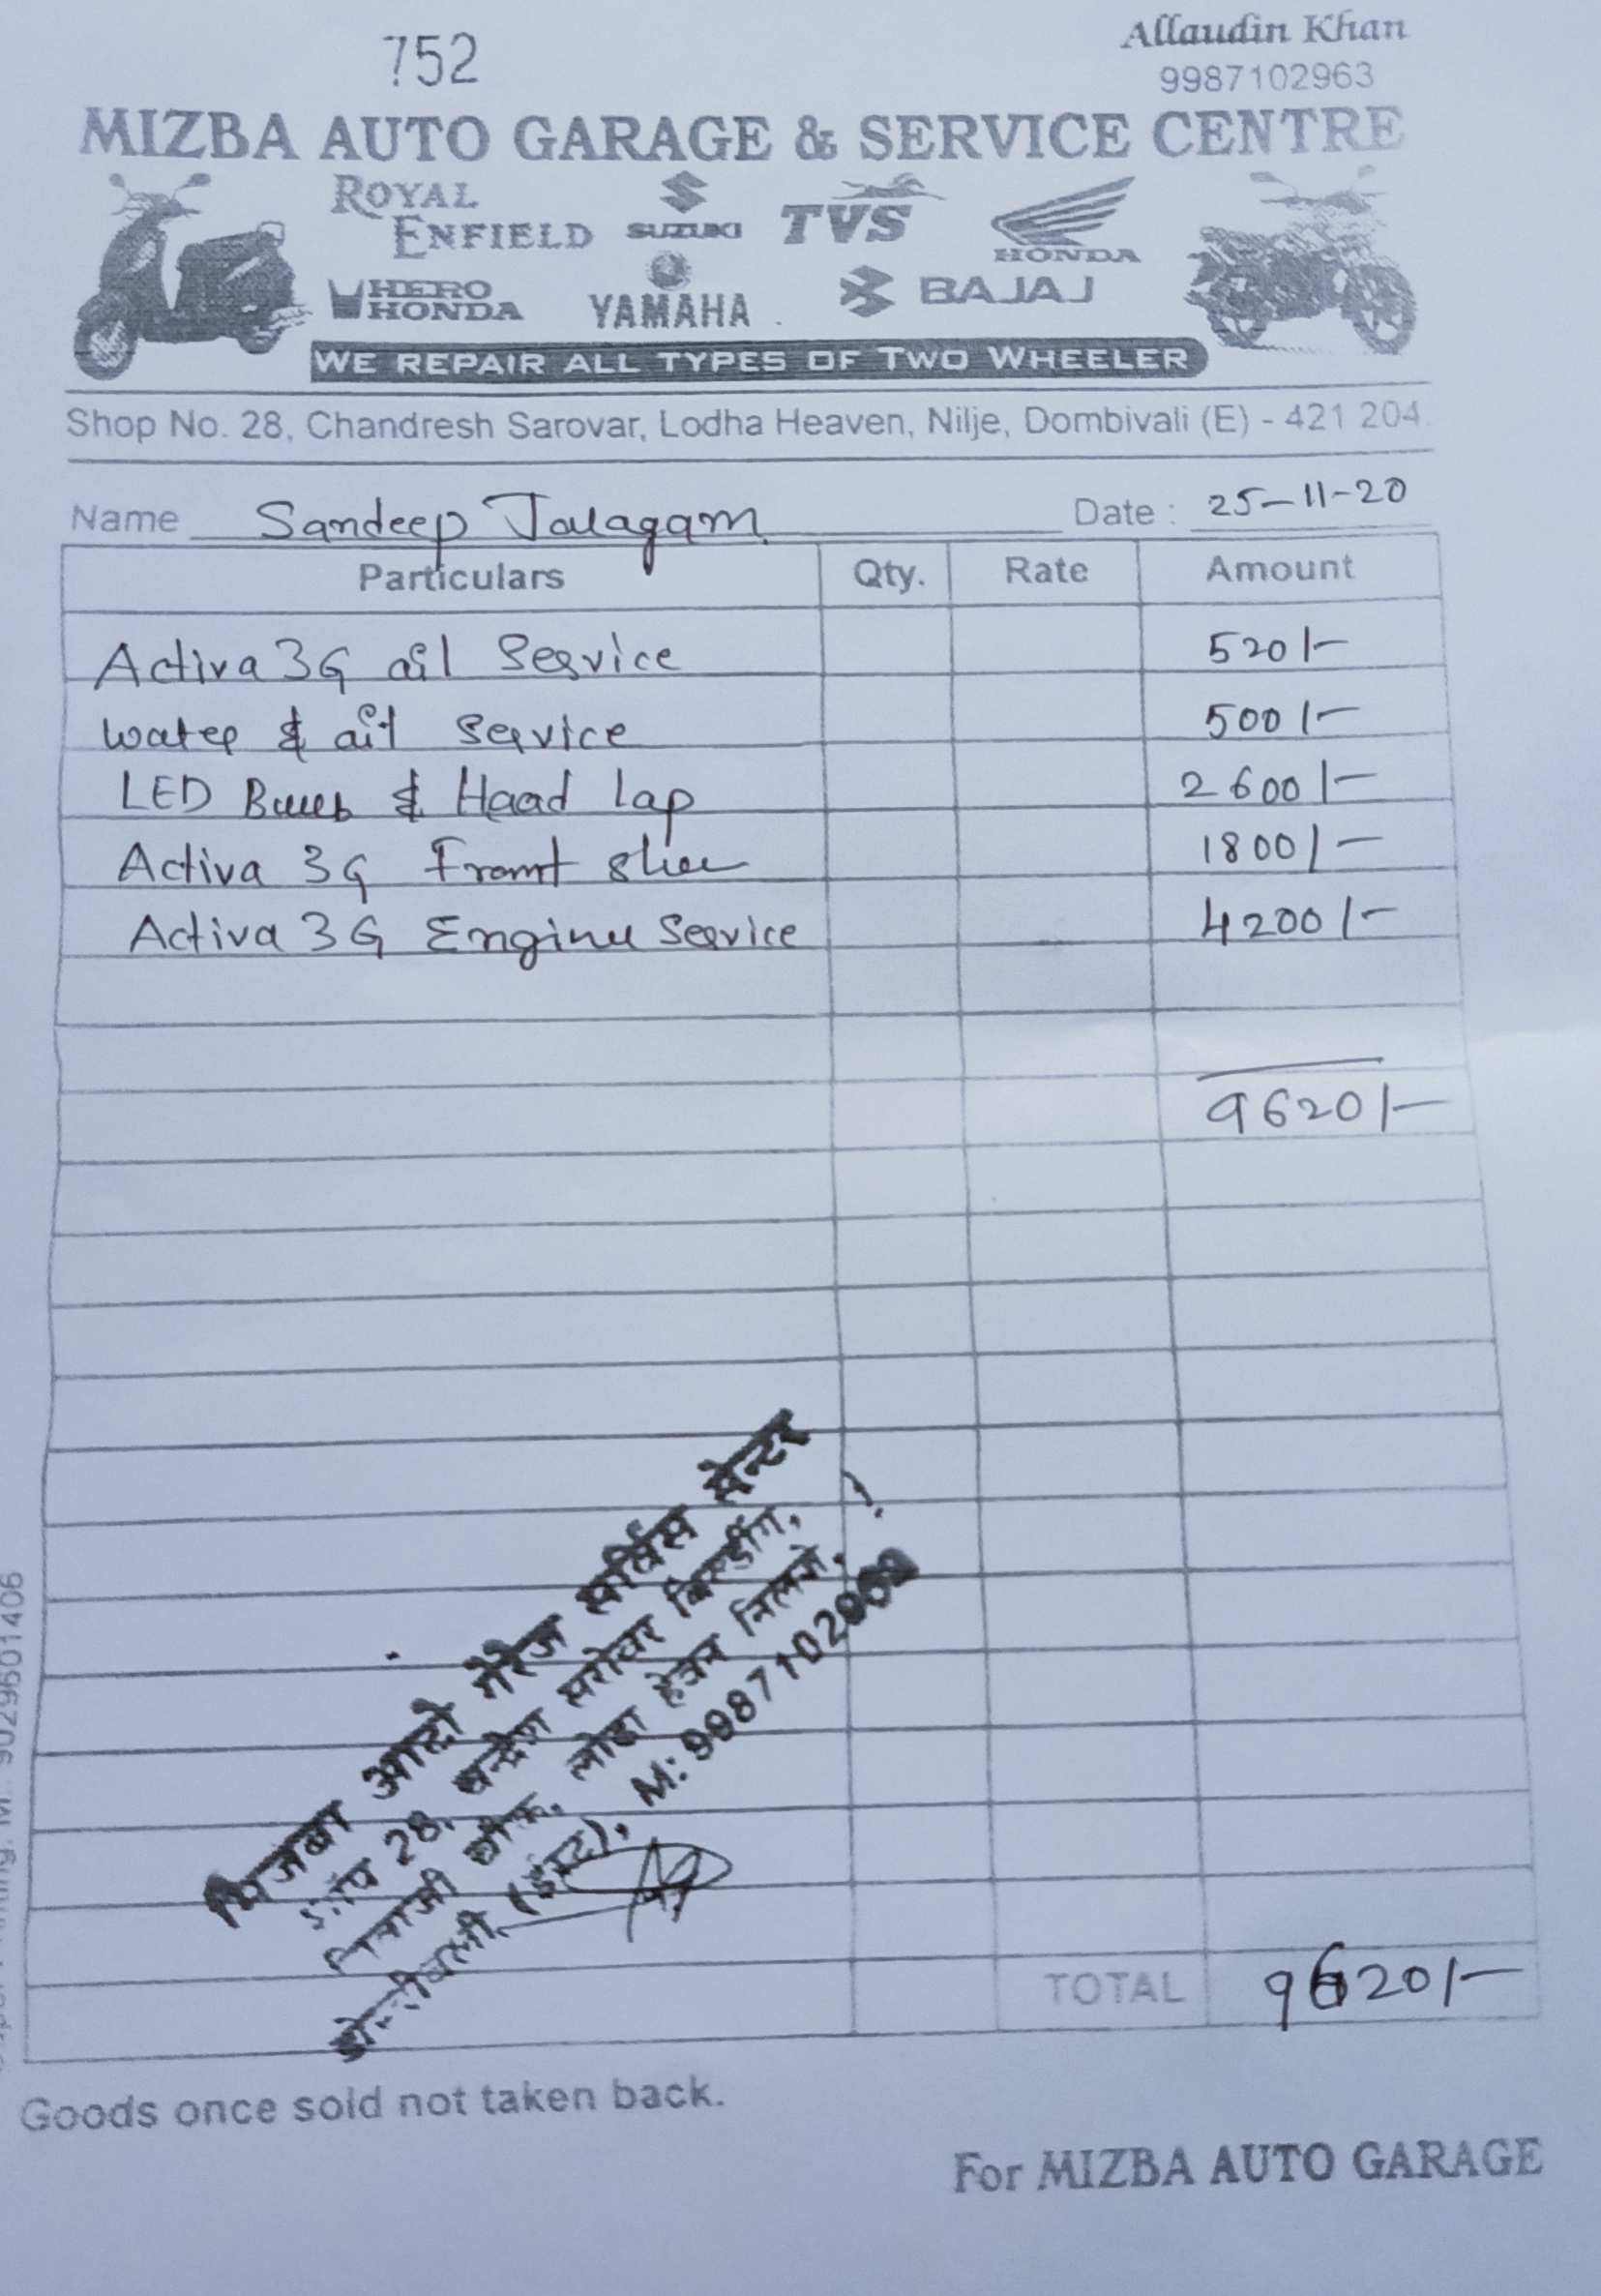 752
Allaudin Khan
9987102963
MIZBA AUTO GARAGE & SERVICE CENTRE
ROYAL ENFIELD
SUZUKI
TVS
HONDA
HERO HONDA
YAMAHA
BAJAJ
WE REPAIR ALL TYPES OF TWO WHEELER
Shop No. 28, Chandresh Sarovar, Lodha Heaven, Nilje, Dombivali (E) - 421 204.
Name Sandeep Jalagam Date : 25-11-20
Particulars Qty. Rate Amount
Activa 3G oil Service 520/-
Water & oil Service 500/-
LED Bulb & Haad lap 2600/-
Activa 3G Fromt 1800/-
Activa 3G Engine Service 4200/-
9620/-
मिजबा आटो गेरेज सर्विस सेन्टर
शॉप 28, चन्द्रेश सरोवर बिल्डींग,
शिवाजी चौक, लोढा हेवन निलजे,
डोंबीवली (ईस्ट), M: 9987102963
TOTAL 9620/-
Goods once sold not taken back.
For MIZBA AUTO GARAGE
9029601406